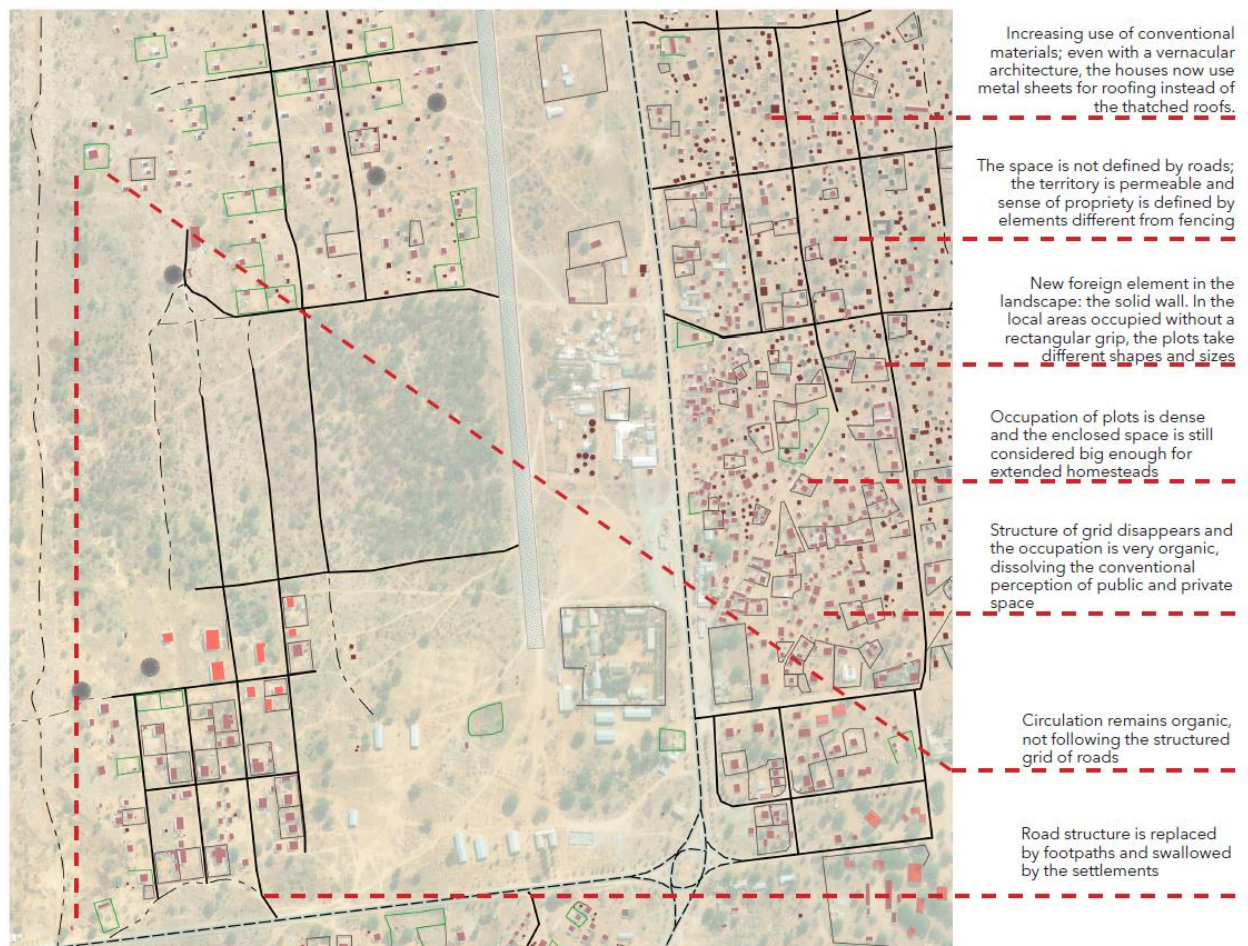 Increasing use of conventional
materials; even with a vernacular
architecture, the houses now use
metal sheets for roofing instead of
the thatched roofs.
The space is not defined by roads;
the territory is permeable and
sense of propriety is defined by
elements different from fencing
New foreign element in the
landscape: the solid wall. In the
local areas occupied without a
rectangular grip, the plots take
different shapes and sizes
Occupation of plots is dense
and the enclosed space is still
considered big enough for
extended homesteads
Structure of grid disappears and
the occupation is very organic,
dissolving the conventional
perception of public and private
space
Circulation remains organic,
not following the structured
grid of roads
Road structure is replaced
by footpaths and swallowed
by the settlements